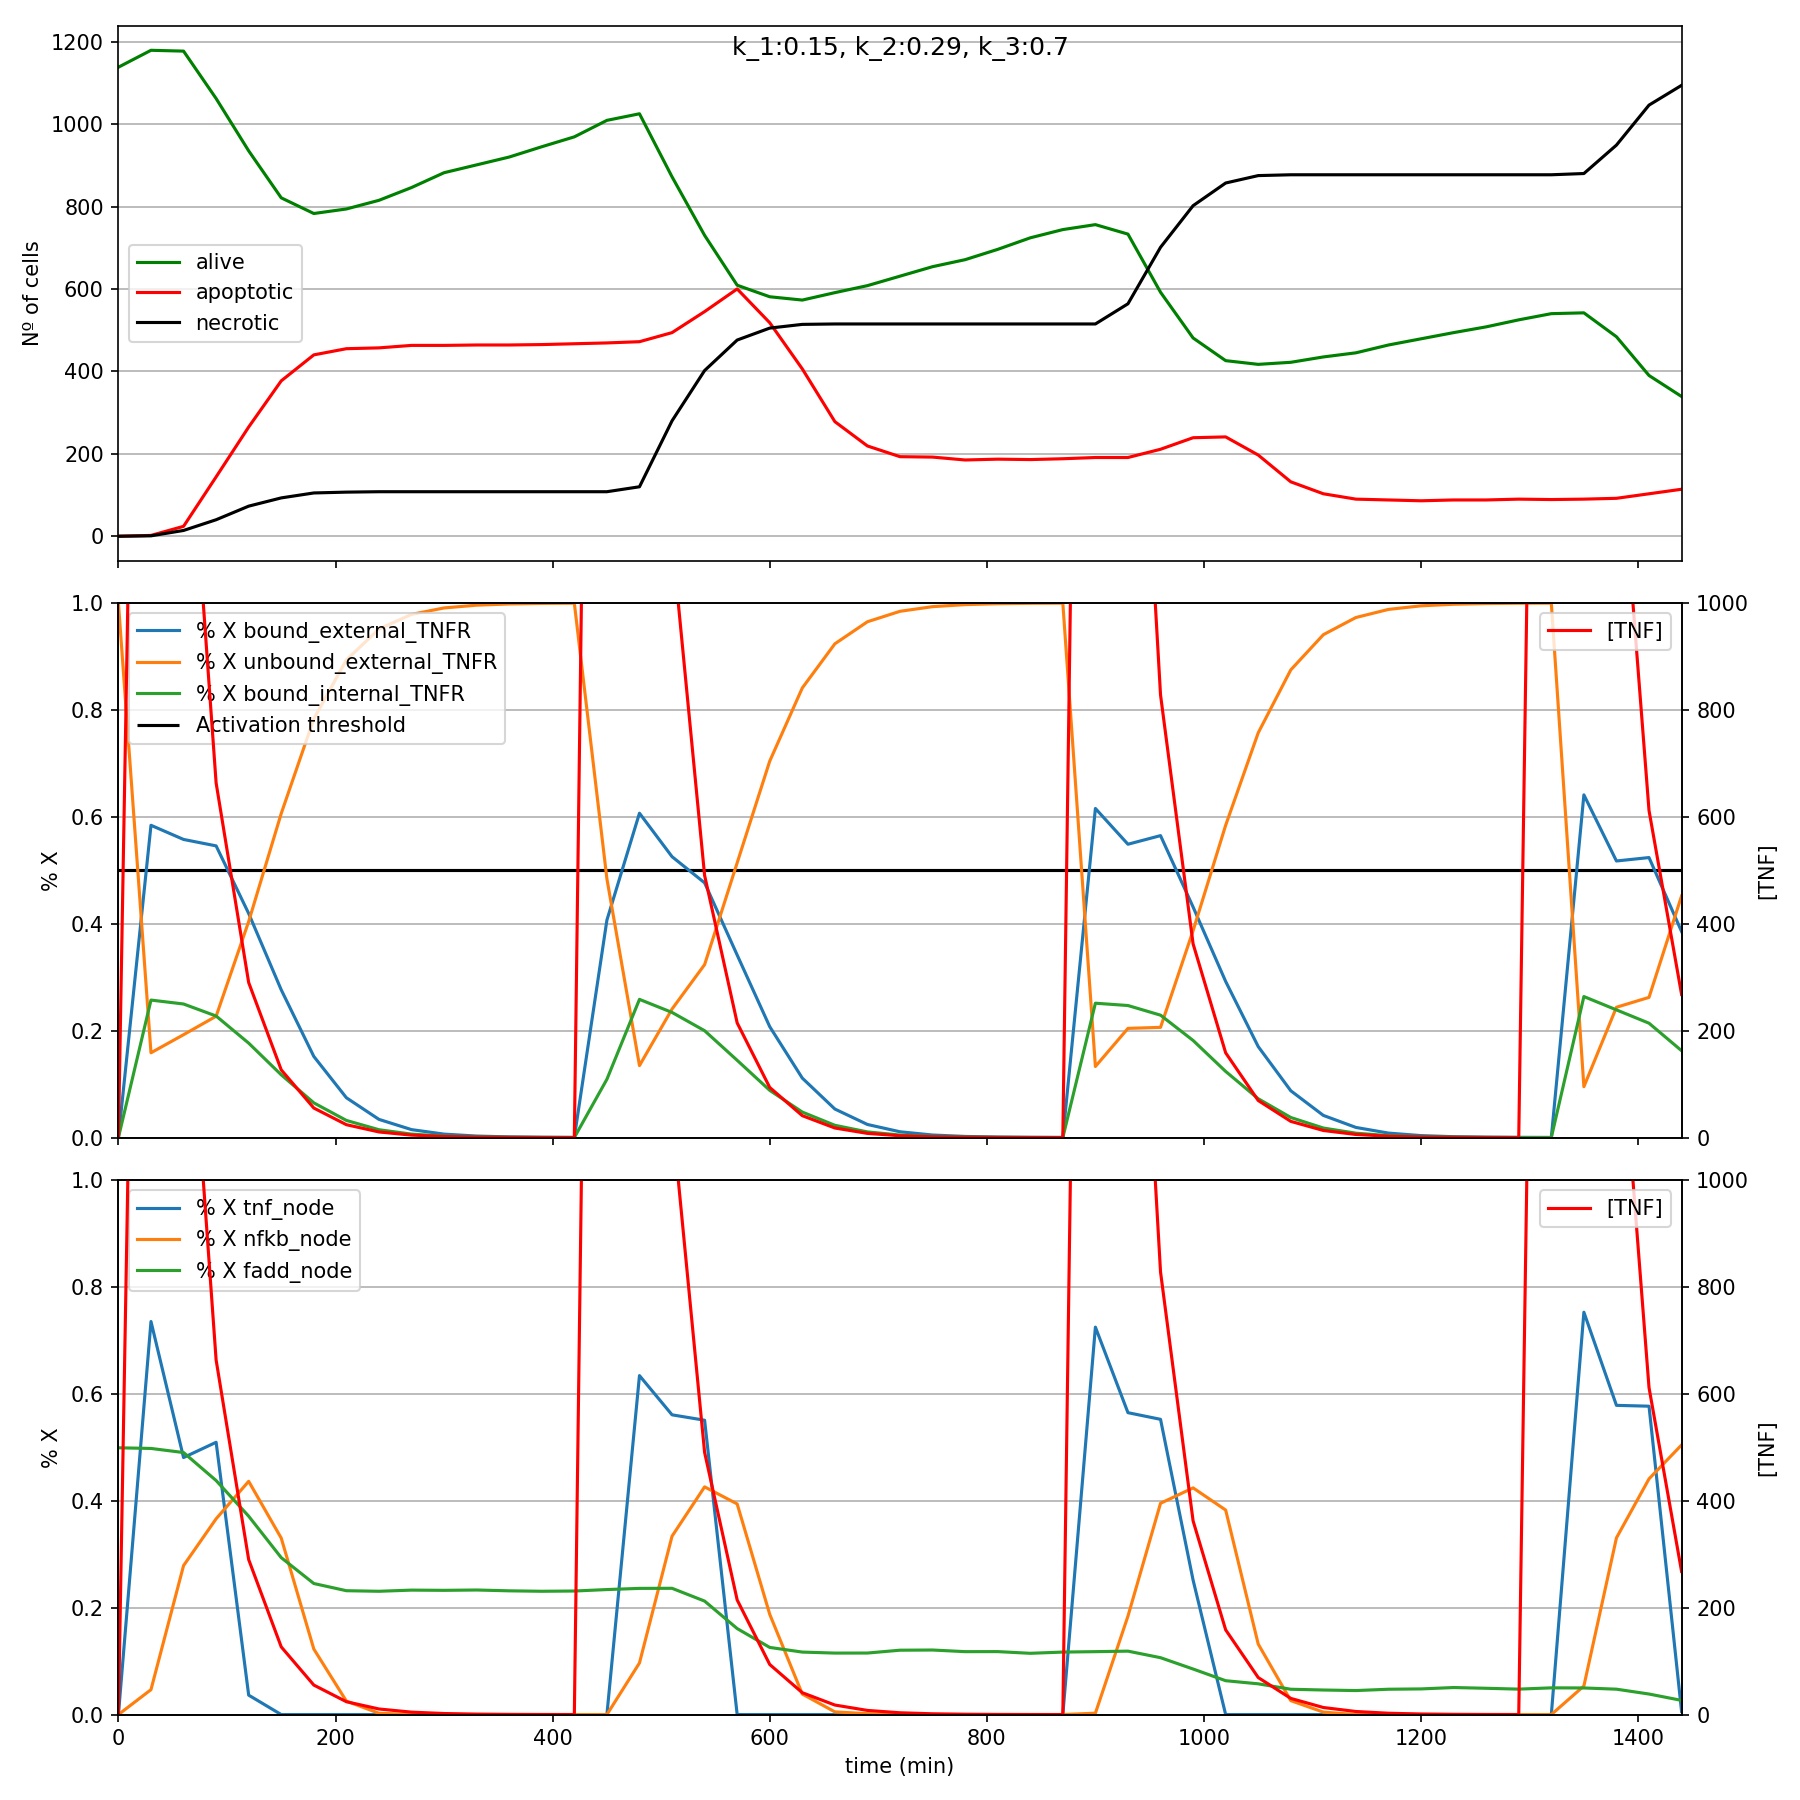 k_1:0.15, k_2:0.29, k_3:0.7
1200
1000
800
600
400
200
0
Nº of cells
alive
apoptotic
necrotic
1.0
0.8
0.6
0.4
0.2
0.0
% X
% X bound_external_TNFR
% X unbound_external_TNFR
% X bound_internal_TNFR
Activation threshold
[TNF]
1000
800
600
400
200
0
[TNF]
1.0
0.8
0.6
0.4
0.2
0.0
% X
% X tnf_node
% X nfkb_node
% X fadd_node
[TNF]
1000
800
600
400
200
0
[TNF]
0 200 400 600 800 1000 1200 1400
time (min)